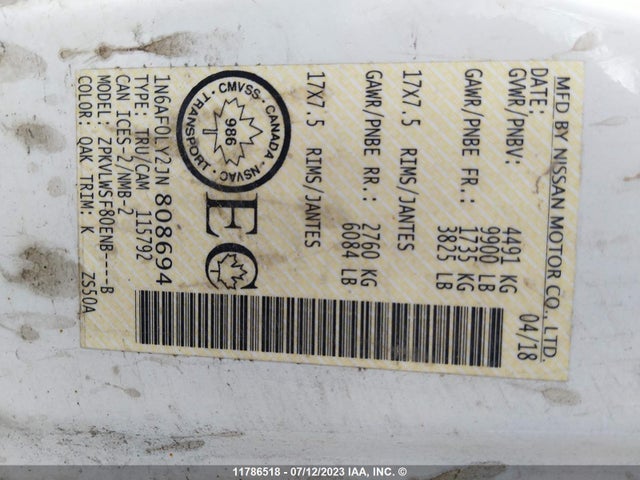 MFD BY NISSAN MOTOR CO., LTD.
DATE: 04/18
GVWR/PNBV: 4491 KG
9900 LB
GAWR/PNBE FR.: 1735 KG
3825 LB
17X7.5 RIMS/JANTES
GAWR/PNBE RR.: 2760 KG
6084 LB
17X7.5 RIMS/JANTES
CMVSS · CANADA · NSVAC · TRANSPORT ·
986
EC
1N6AF0LY2JN 808694
TYPE: TRU/CAM 115792
CAN ICES-2/NMB-2
MODEL: ZPKVLWSF80ENB----B
COLOR: QAK TRIM: K ZS50A
11786518 - 07/12/2023 IAA, INC. ©